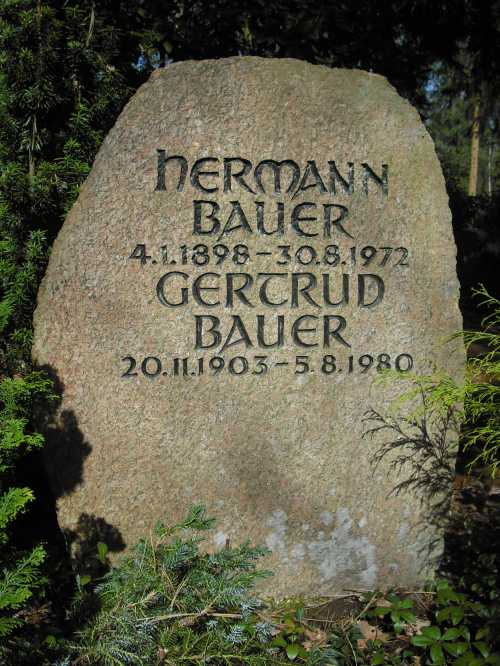 HERMANN
BAUER
4.1.1898-30.8.1972
GERTRUD
BAUER
20.11.1903-5.8.1980